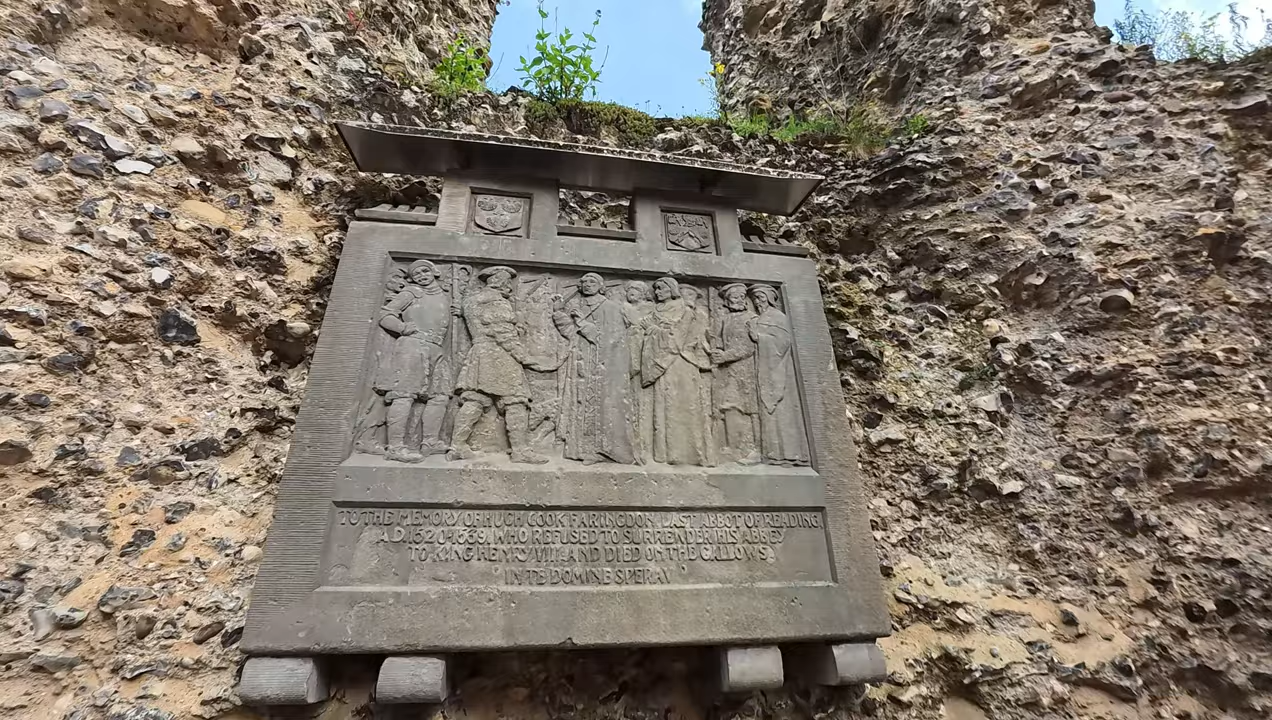 TO THE MEMORY OF HUGH COOK FARINGDON, LAST ABBOT OF READING
A.D. 1520-1539. WHO REFUSED TO SURRENDER HIS ABBEY
TO KING HENRY VIII. AND DIED ON THE GALLOWS
"IN TE DOMINE SPERAVI"